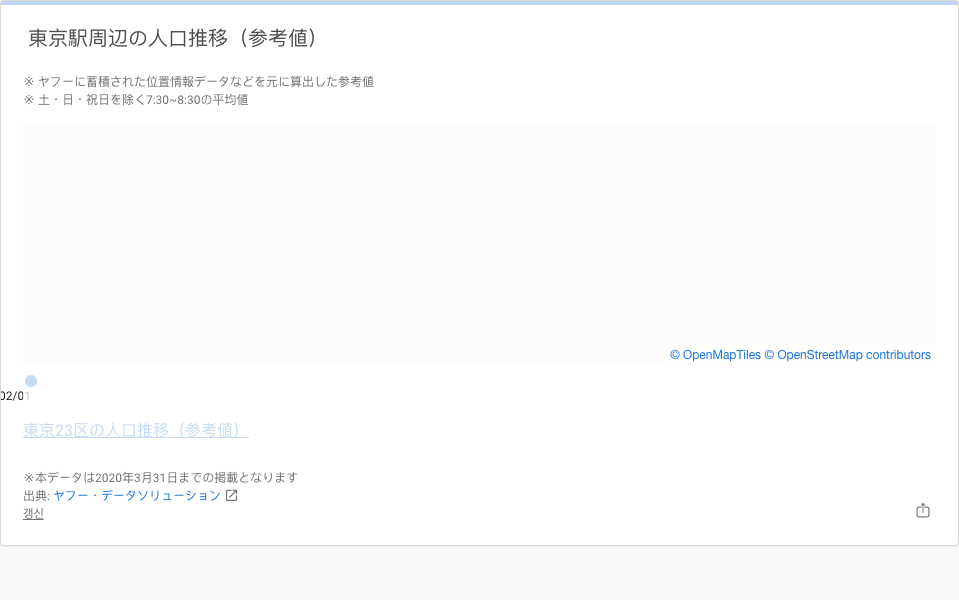 東京駅周辺の人口推移（参考値）
※ ヤフーに蓄積された位置情報データなどを元に算出した参考値
※ 土・日・祝日を除く7:30~8:30の平均値
© OpenMapTiles © OpenStreetMap contributors
02/01
東京23区の人口推移（参考値）
※本データは2020年3月31日までの掲載となります
出典: ヤフー・データソリューション
갱신